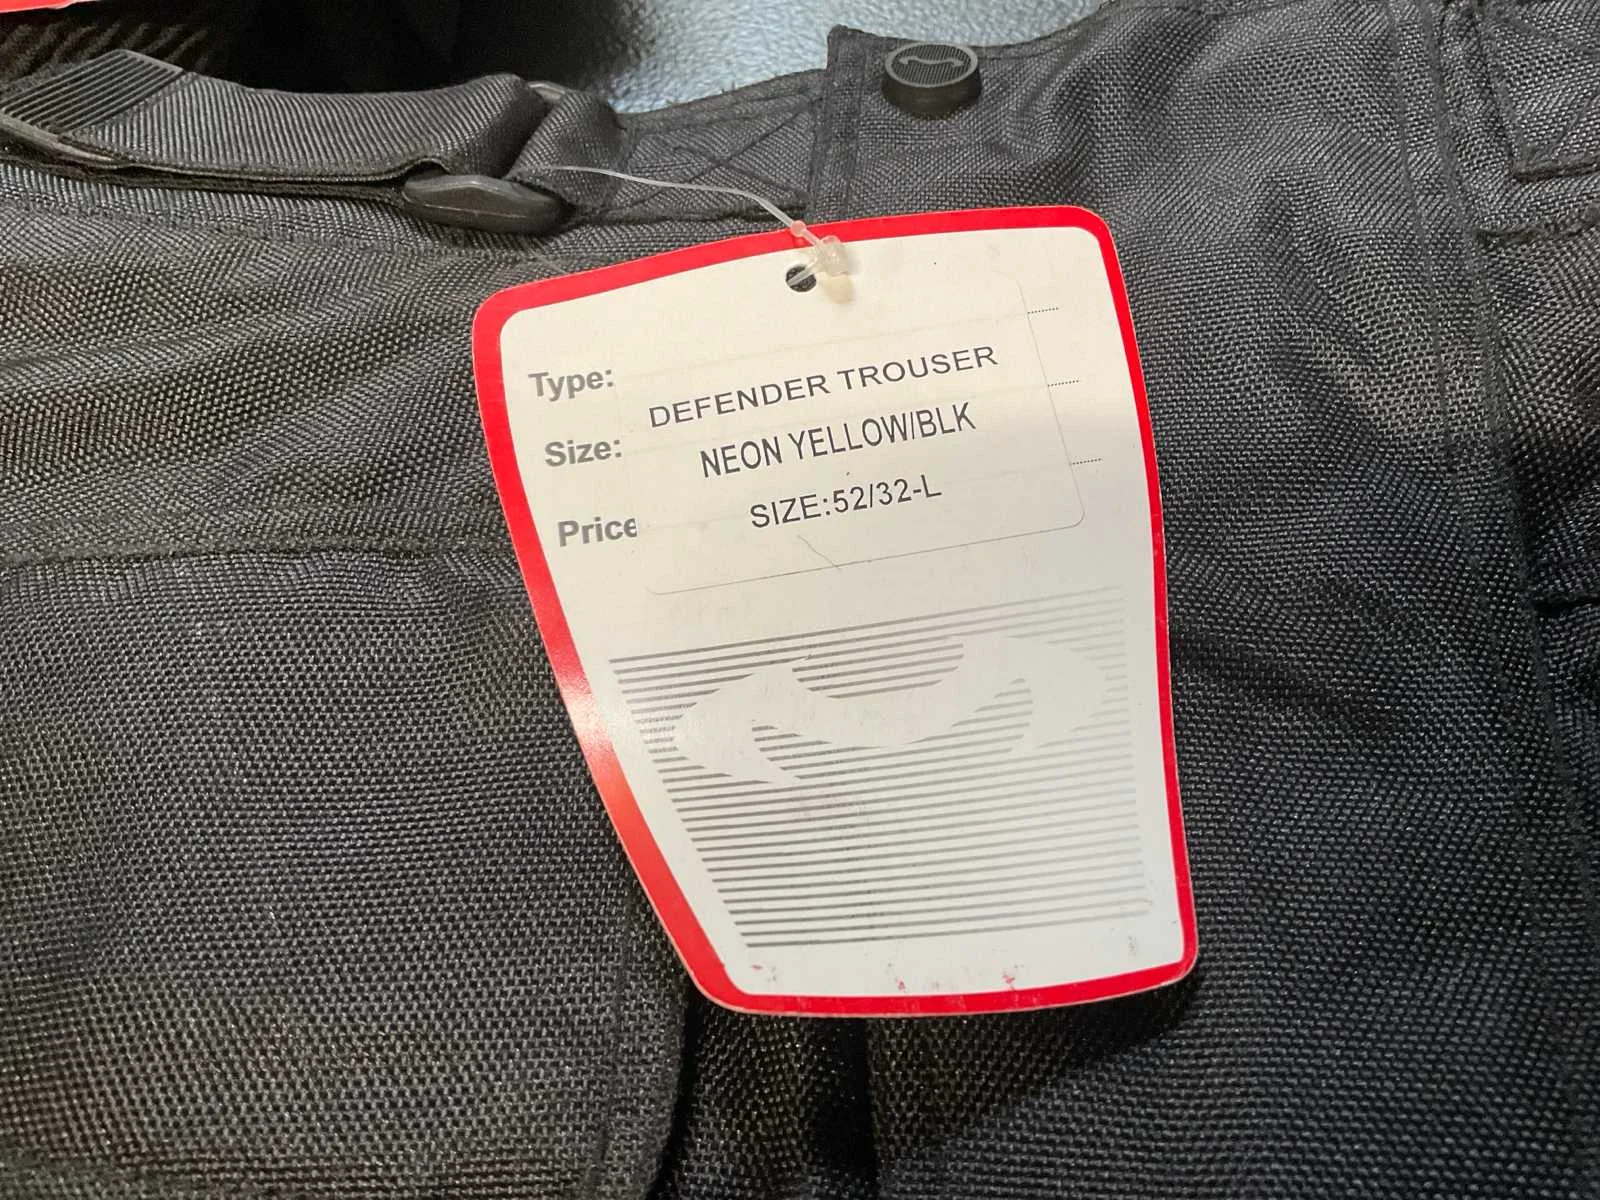 Type:
DEFENDER TROUSER
Size:
NEON YELLOW/BLK
Price
SIZE:52/32-L